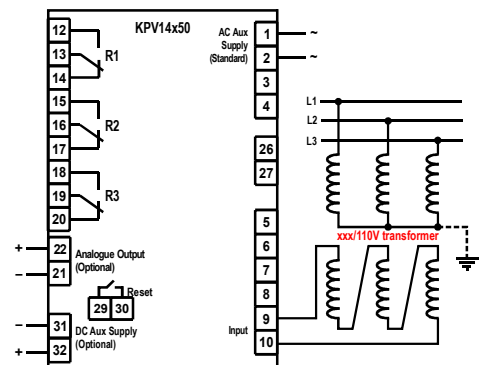 KPV14x50
12
13
14
R1
15
16
17
R2
18
19
20
R3
+ 22
− 21
Analogue Output
(Optional)
Reset
29 30
− 31
+ 32
DC Aux Supply
(Optional)
AC Aux
Supply
(Standard)
1 ~
2 ~
3
4
26
27
5
6
7
8
9
10
Input
L1
L2
L3
xxx/110V transformer